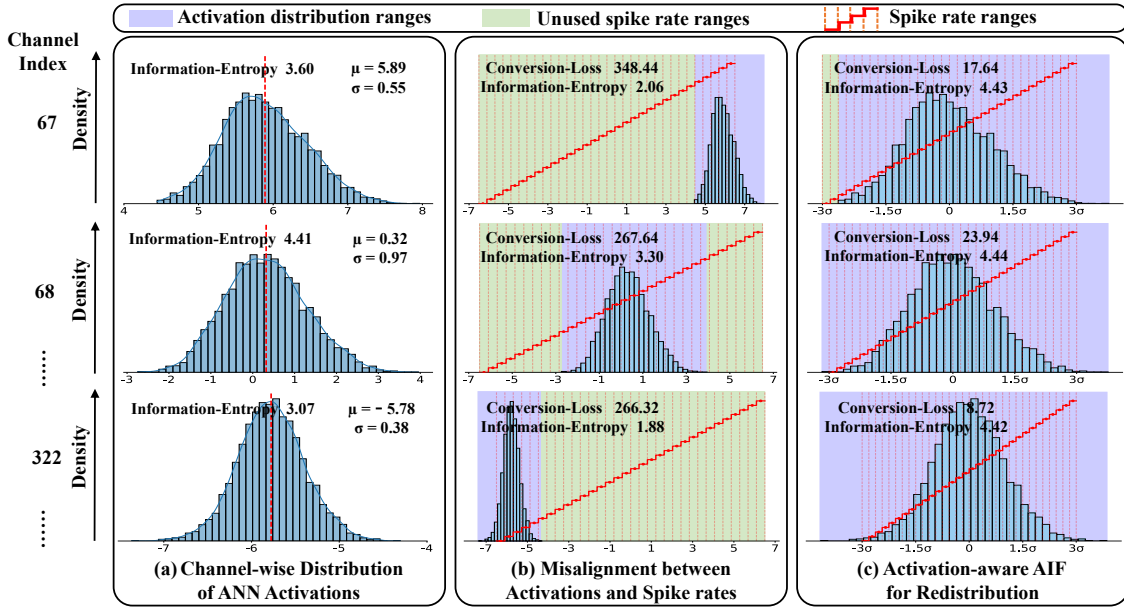 Activation distribution ranges
Unused spike rate ranges
Spike rate ranges
Channel
Index
67
Density
Information-Entropy 3.60
μ = 5.89
σ = 0.55
4 5 6 7 8
Conversion-Loss 348.44
Information-Entropy 2.06
-7 -5 -3 -1 1 3 5 7
Conversion-Loss 17.64
Information-Entropy 4.43
-3σ -1.5σ 0 1.5σ 3σ
68
Density
Information-Entropy 4.41
μ = 0.32
σ = 0.97
-3 -2 -1 0 1 2 3 4
Conversion-Loss 267.64
Information-Entropy 3.30
-7 -5 -3 -1 1 3 5 7
Conversion-Loss 23.94
Information-Entropy 4.44
-3σ -1.5σ 0 1.5σ 3σ
......
322
Density
Information-Entropy 3.07
μ = - 5.78
σ = 0.38
-7 -6 -5 -4
Conversion-Loss 266.32
Information-Entropy 1.88
-7 -5 -3 -1 1 3 5 7
Conversion-Loss 8.72
Information-Entropy 4.42
-3σ -1.5σ 0 1.5σ 3σ
......
(a) Channel-wise Distribution
of ANN Activations
(b) Misalignment between
Activations and Spike rates
(c) Activation-aware AIF
for Redistribution